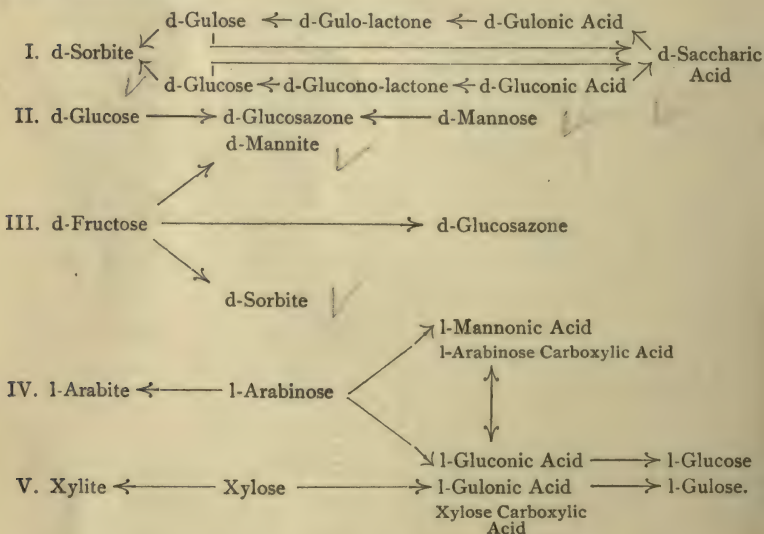 d-Gulose ← d-Gulo-lactone ← d-Gulonic Acid
I. d-Sorbite d-Saccharic
Acid
d-Glucose ← d-Glucono-lactone ← d-Gluconic Acid
II. d-Glucose → d-Glucosazone ← d-Mannose
d-Mannite
III. d-Fructose → d-Glucosazone
d-Sorbite
l-Mannonic Acid
l-Arabinose Carboxylic Acid
IV. l-Arabite ← l-Arabinose
l-Gluconic Acid → l-Glucose
V. Xylite ← Xylose → l-Gulonic Acid → l-Gulose.
Xylose Carboxylic
Acid